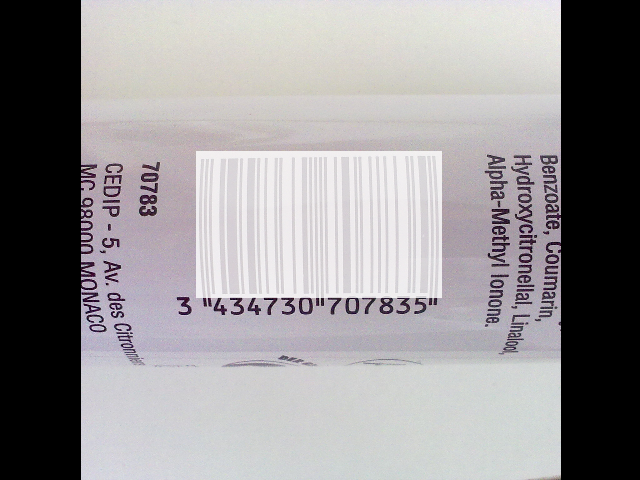 70783
CEDIP - 5, Av. des Citronniers
MC 98000 MONACO
3 434730 707835
Benzoate, Coumarin,
Hydroxycitronellal, Linalool,
Alpha-Methyl Ionone.